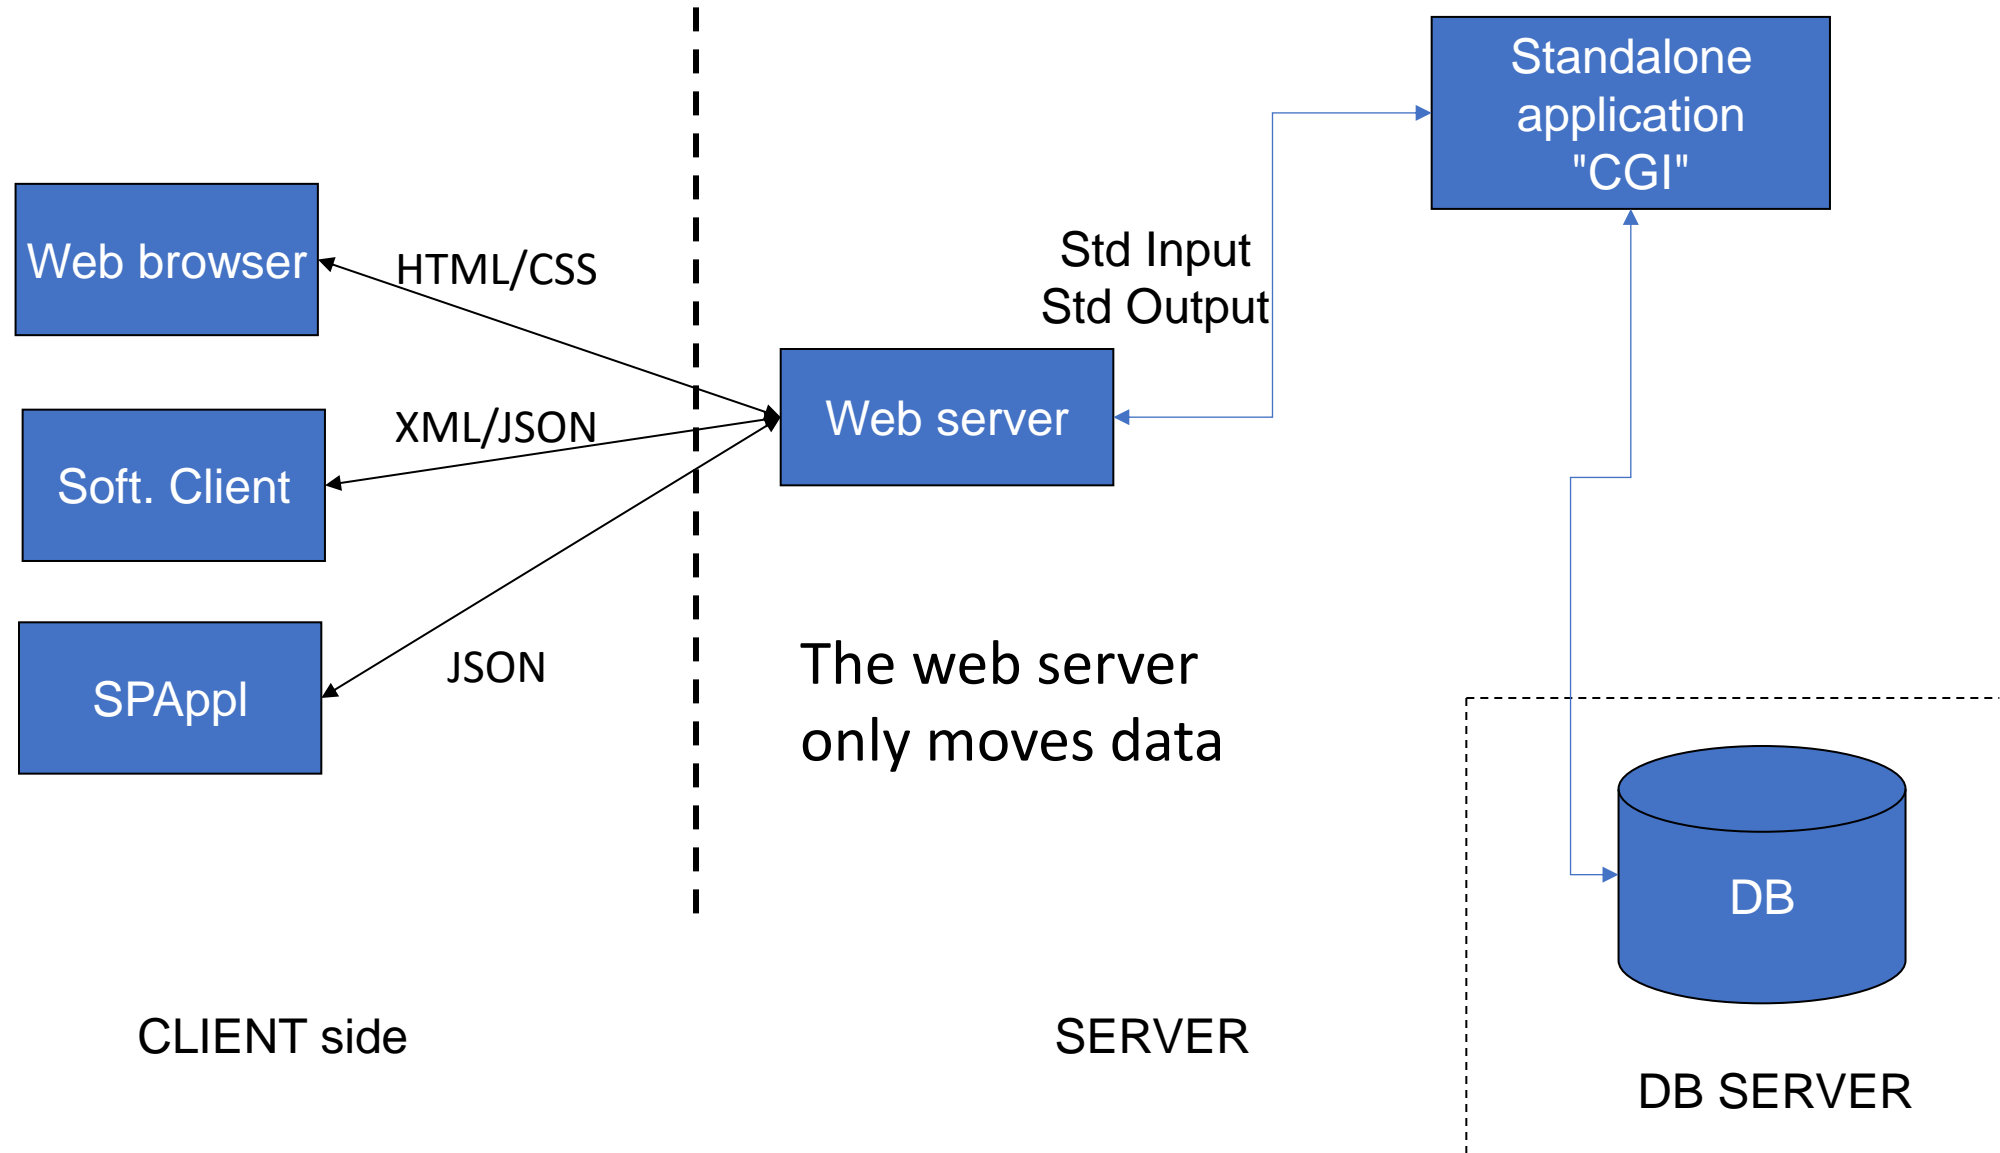 Standalone
application
"CGI"
Web browser
HTML/CSS
Std Input
Std Output
XML/JSON
Web server
Soft. Client
SPAppl
JSON
The web server
only moves data
DB
CLIENT side
SERVER
DB SERVER